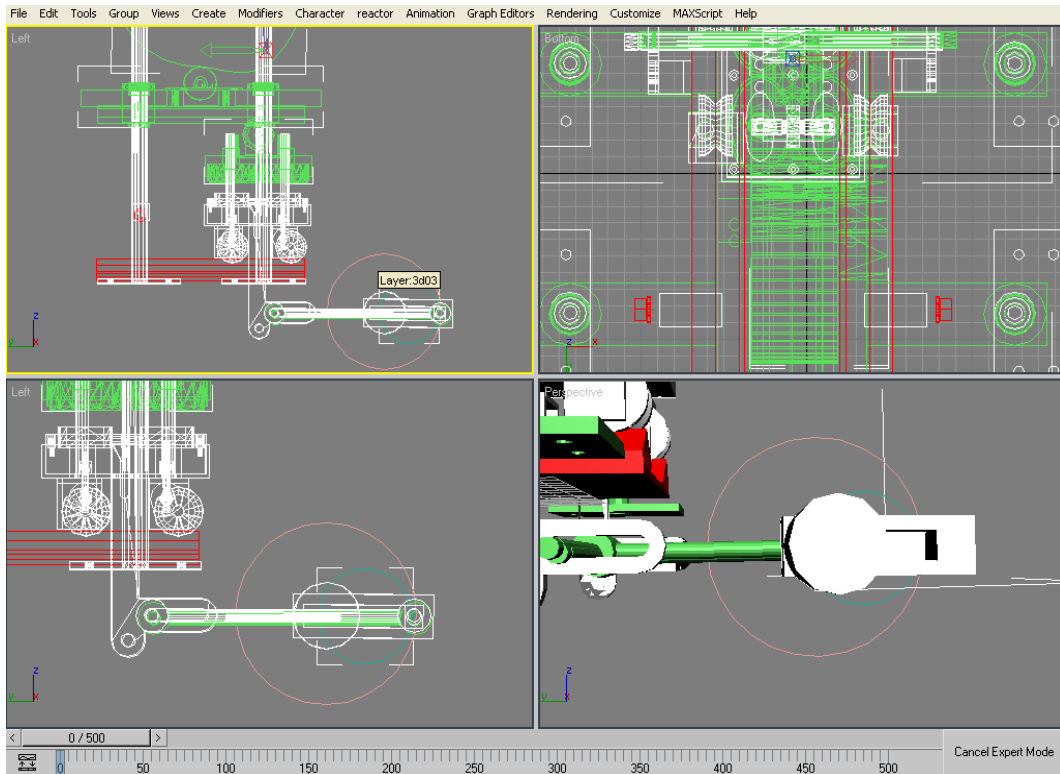 File Edit Tools Group Views Create Modifiers Character reactor Animation Graph Editors Rendering Customize MAXScript Help
Left
Bottom
Layer:3d03
z
y x
z x
Left
Perspective
z
y x
z
y x
< 0 / 500 >
0 50 100 150 200 250 300 350 400 450 500
Cancel Expert Mode